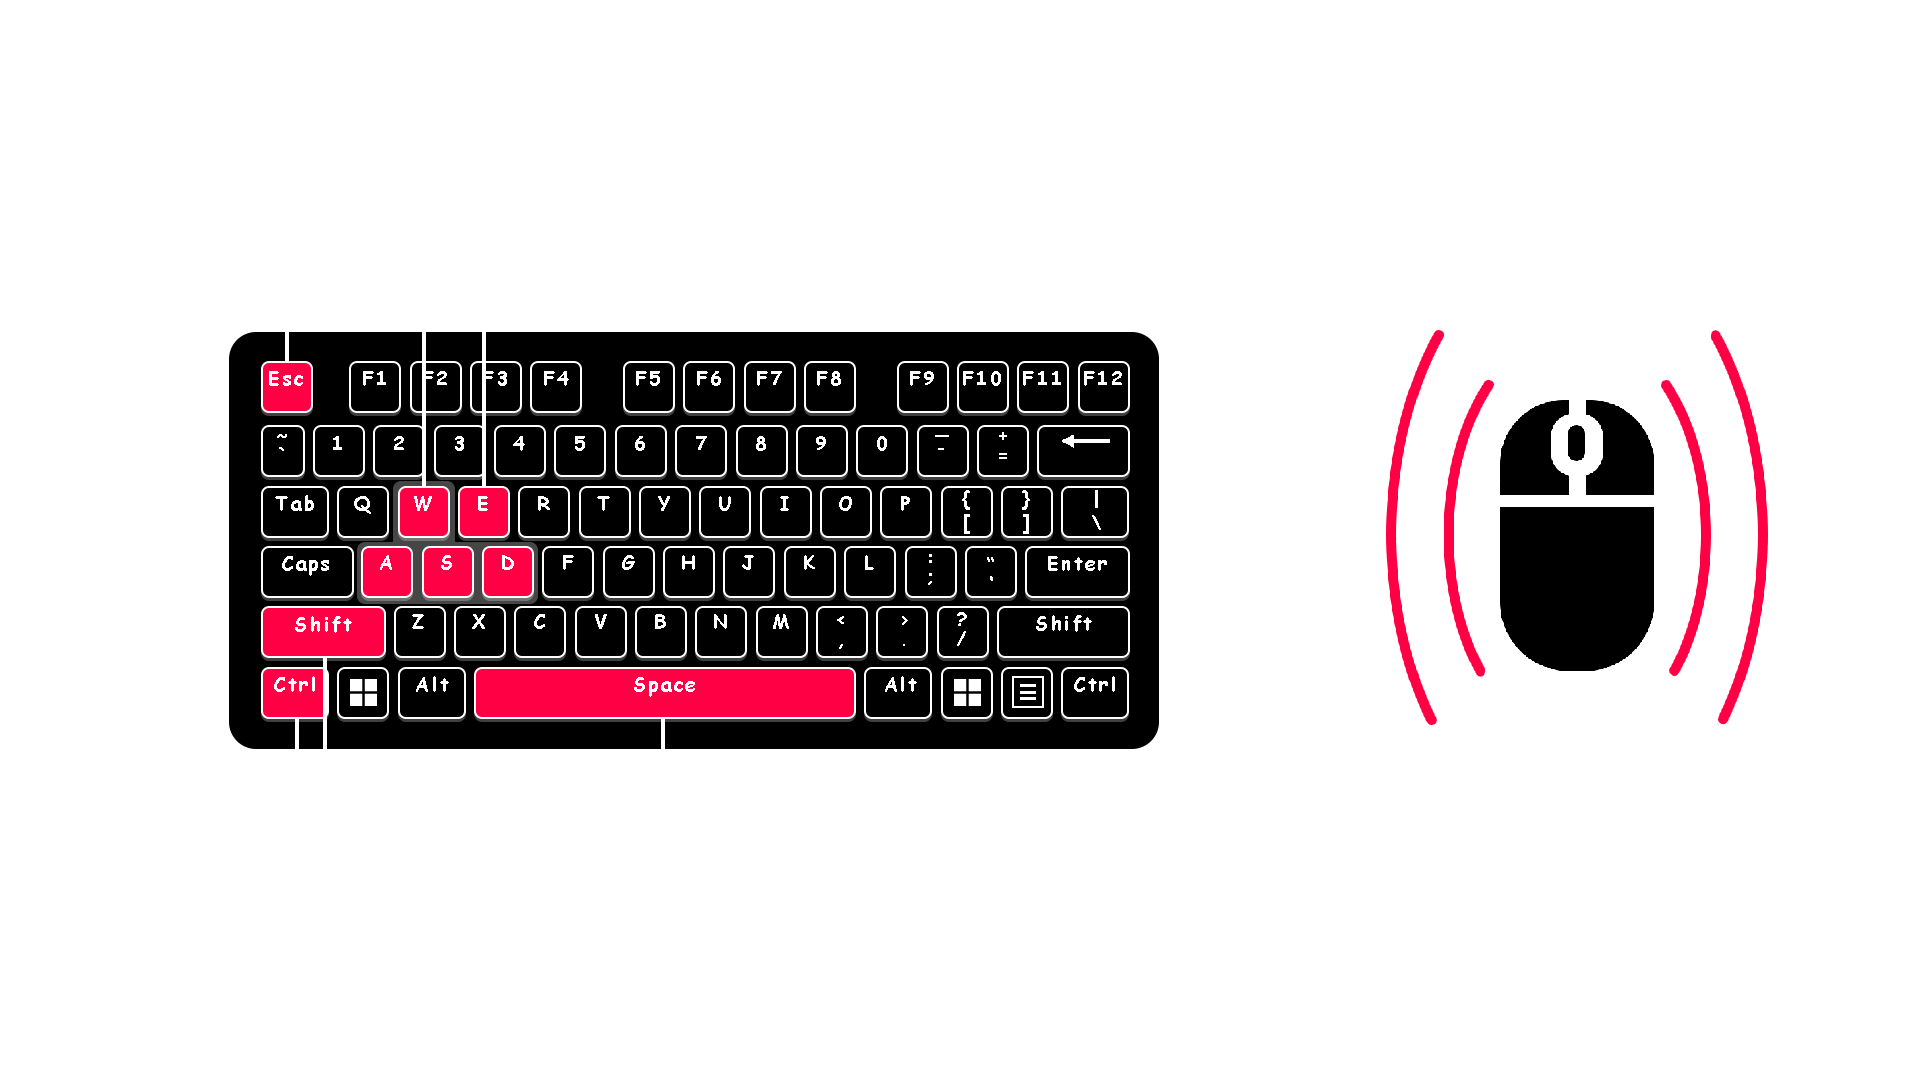 Esc F1 F2 F3 F4 F5 F6 F7 F8 F9 F10 F11 F12
~ ` 1 2 3 4 5 6 7 8 9 0 — - + =
Tab Q W E R T Y U I O P { [ } ] | \
Caps A S D F G H J K L : ; “ ‘ Enter
Shift Z X C V B N M < , > . ? / Shift
Ctrl Alt Space Alt Ctrl